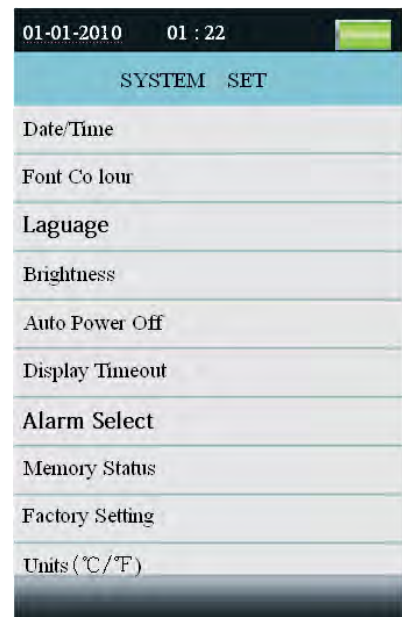 01-01-2010 01 : 22
SYSTEM SET
Date/Time
Font Co lour
Laguage
Brightness
Auto Power Off
Display Timeout
Alarm Select
Memory Status
Factory Setting
Units (℃/℉)